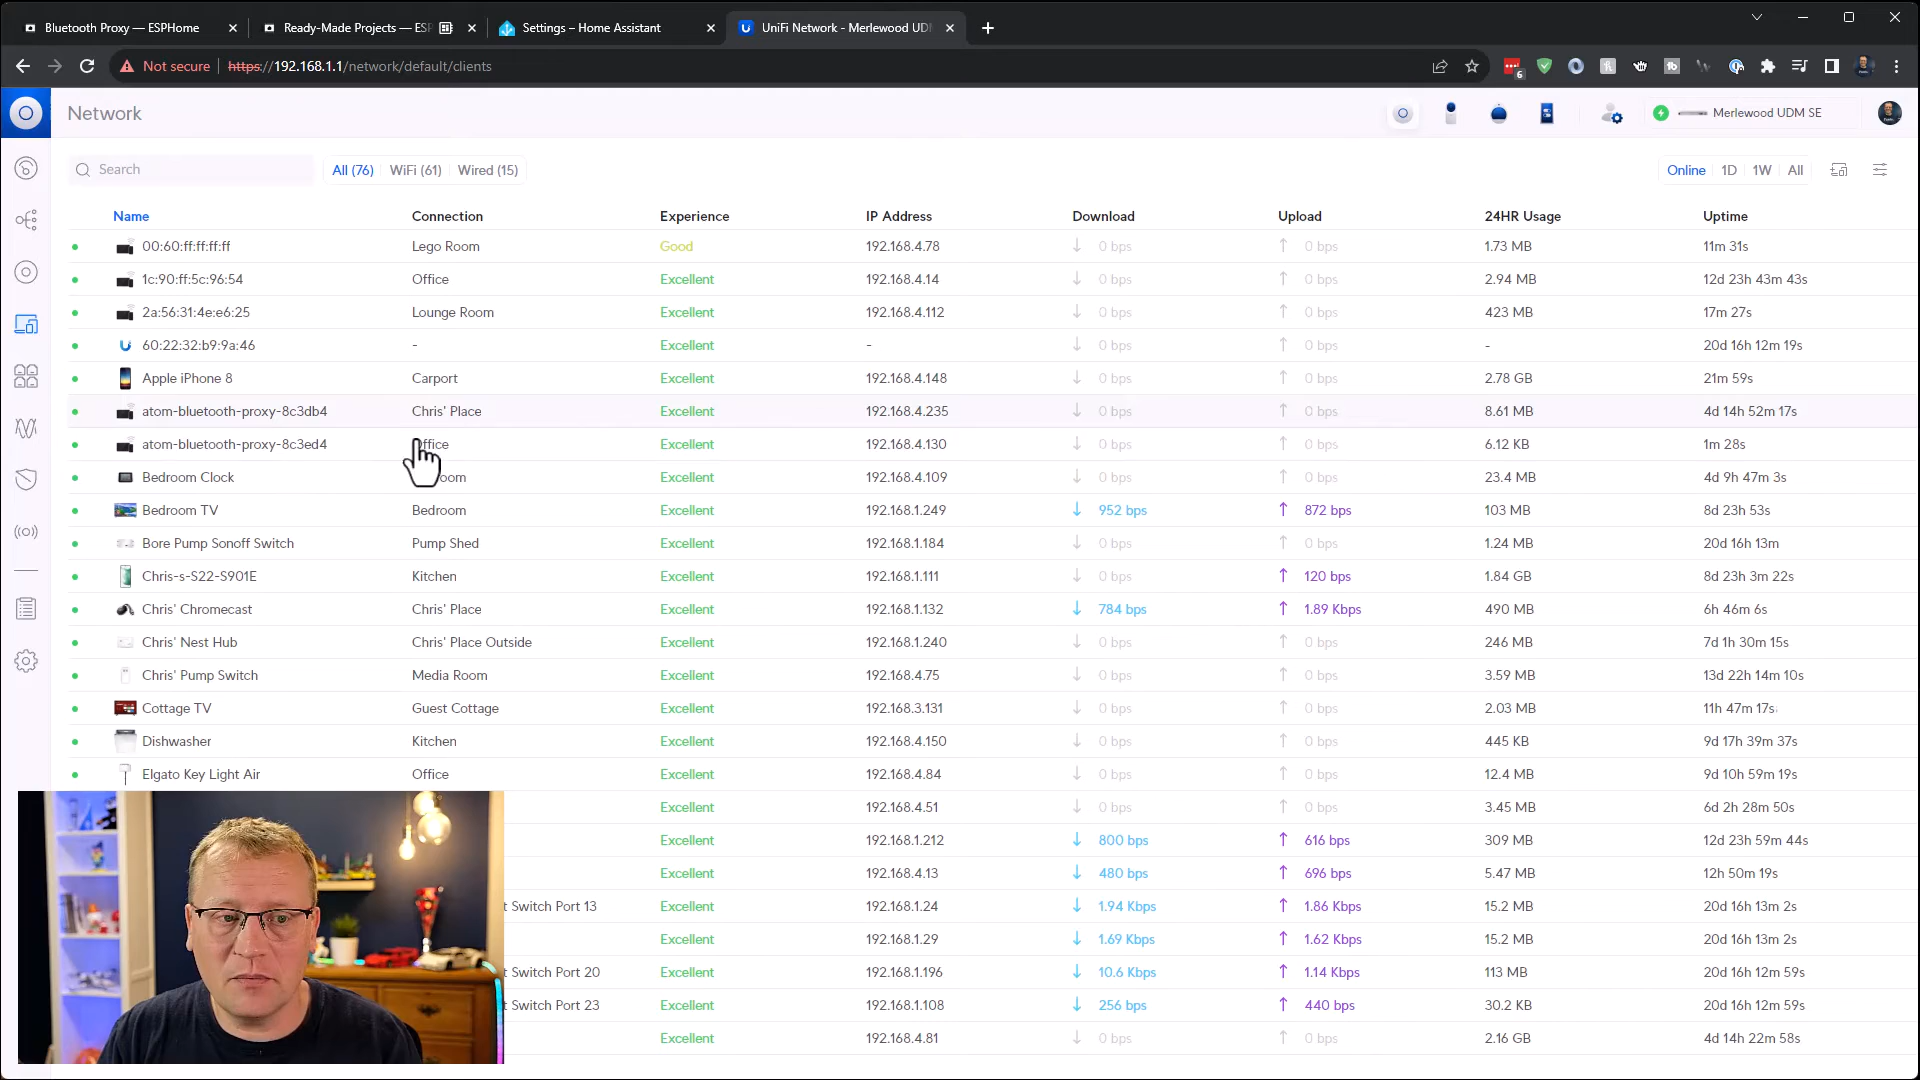 Bluetooth Proxy — ESPHome
Ready-Made Projects — ESP
Settings – Home Assistant
UniFi Network - Merlewood UDM
Not secure https://192.168.1.1/network/default/clients
6
Network
Merlewood UDM SE
Search
All (76) WiFi (61) Wired (15)
Online 1D 1W All
Name Connection Experience IP Address Download Upload 24HR Usage Uptime
00:60:ff:ff:ff:ff Lego Room Good 192.168.4.78 0 bps 0 bps 1.73 MB 11m 31s
1c:90:ff:5c:96:54 Office Excellent 192.168.4.14 0 bps 0 bps 2.94 MB 12d 23h 43m 43s
2a:56:31:4e:e6:25 Lounge Room Excellent 192.168.4.112 0 bps 0 bps 423 MB 17m 27s
60:22:32:b9:9a:46 - Excellent - 0 bps 0 bps - 20d 16h 12m 19s
Apple iPhone 8 Carport Excellent 192.168.4.148 0 bps 0 bps 2.78 GB 21m 59s
atom-bluetooth-proxy-8c3db4 Chris' Place Excellent 192.168.4.235 0 bps 0 bps 8.61 MB 4d 14h 52m 17s
atom-bluetooth-proxy-8c3ed4 Office Excellent 192.168.4.130 0 bps 0 bps 6.12 KB 1m 28s
Bedroom Clock oom Excellent 192.168.4.109 0 bps 0 bps 23.4 MB 4d 9h 47m 3s
Bedroom TV Bedroom Excellent 192.168.1.249 952 bps 872 bps 103 MB 8d 23h 53s
Bore Pump Sonoff Switch Pump Shed Excellent 192.168.1.184 0 bps 0 bps 1.24 MB 20d 16h 13m
Chris-s-S22-S901E Kitchen Excellent 192.168.1.111 0 bps 120 bps 1.84 GB 8d 23h 3m 22s
Chris' Chromecast Chris' Place Excellent 192.168.1.132 784 bps 1.89 Kbps 490 MB 6h 46m 6s
Chris' Nest Hub Chris' Place Outside Excellent 192.168.1.240 0 bps 0 bps 246 MB 7d 1h 30m 15s
Chris' Pump Switch Media Room Excellent 192.168.4.75 0 bps 0 bps 3.59 MB 13d 22h 14m 10s
Cottage TV Guest Cottage Excellent 192.168.3.131 0 bps 0 bps 2.03 MB 11h 47m 17s
Dishwasher Kitchen Excellent 192.168.4.150 0 bps 0 bps 445 KB 9d 17h 39m 37s
Elgato Key Light Air Office Excellent 192.168.4.84 0 bps 0 bps 12.4 MB 9d 10h 59m 19s
Excellent 192.168.4.51 0 bps 0 bps 3.45 MB 6d 2h 28m 50s
Excellent 192.168.1.212 800 bps 616 bps 309 MB 12d 23h 59m 44s
Excellent 192.168.4.13 480 bps 696 bps 5.47 MB 12h 50m 19s
t Switch Port 13 Excellent 192.168.1.24 1.94 Kbps 1.86 Kbps 15.2 MB 20d 16h 13m 2s
Excellent 192.168.1.29 1.69 Kbps 1.62 Kbps 15.2 MB 20d 16h 13m 2s
t Switch Port 20 Excellent 192.168.1.196 10.6 Kbps 1.14 Kbps 113 MB 20d 16h 12m 59s
t Switch Port 23 Excellent 192.168.1.108 256 bps 440 bps 30.2 KB 20d 16h 12m 59s
Excellent 192.168.4.81 0 bps 0 bps 2.16 GB 4d 14h 22m 58s